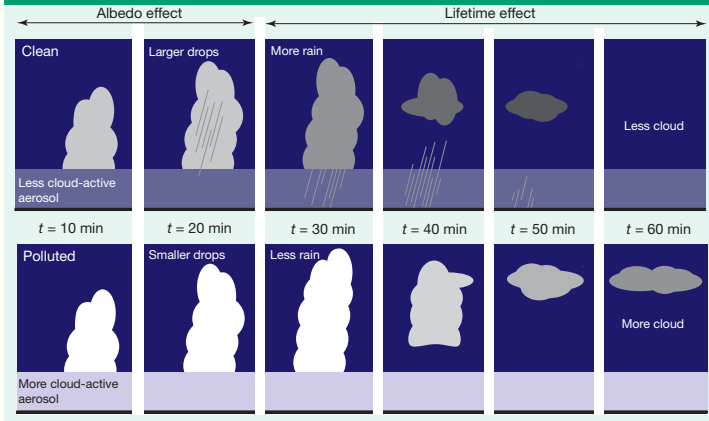 Albedo effect
Lifetime effect
Clean
Larger drops
More rain
Less cloud
Less cloud-active
aerosol
t = 10 min
t = 20 min
t = 30 min
t = 40 min
t = 50 min
t = 60 min
Polluted
Smaller drops
Less rain
More cloud
More cloud-active
aerosol